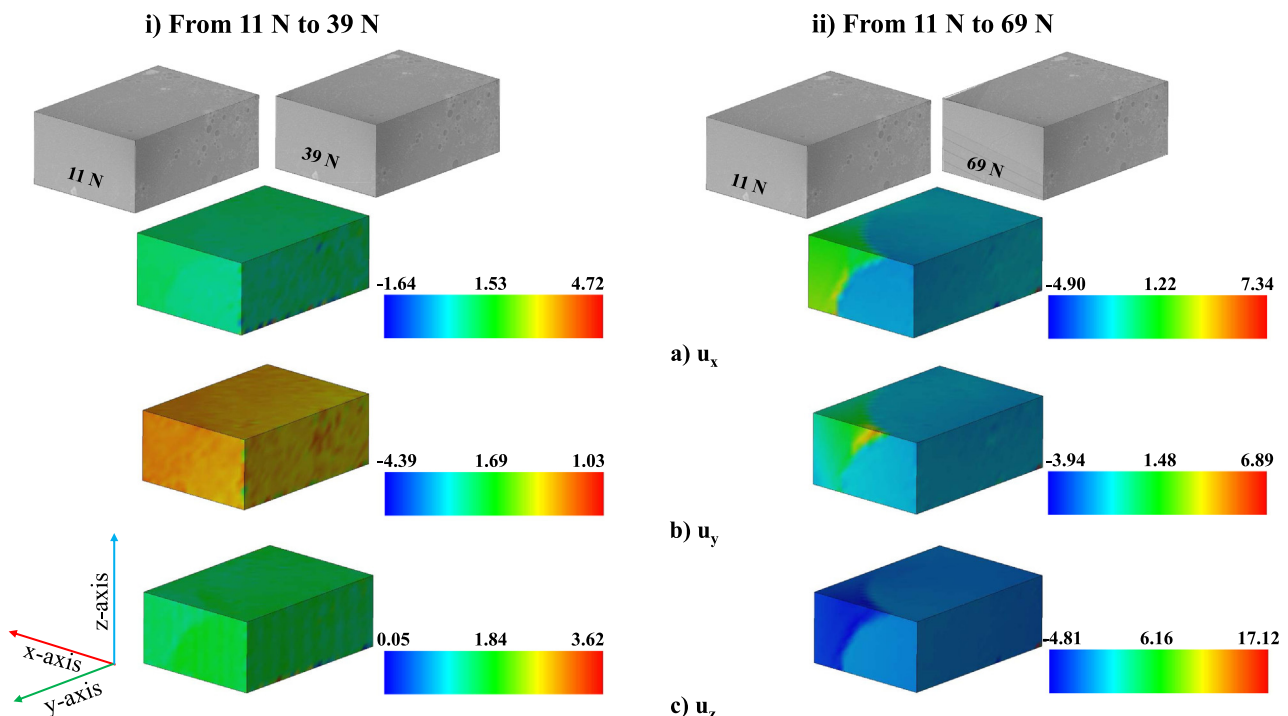 i) From 11 N to 39 N
ii) From 11 N to 69 N
11 N
39 N
11 N
69 N
-1.64 1.53 4.72
-4.90 1.22 7.34
a) uₓ
-4.39 1.69 1.03
-3.94 1.48 6.89
b) u_y
z-axis
x-axis
y-axis
0.05 1.84 3.62
-4.81 6.16 17.12
c) u_z